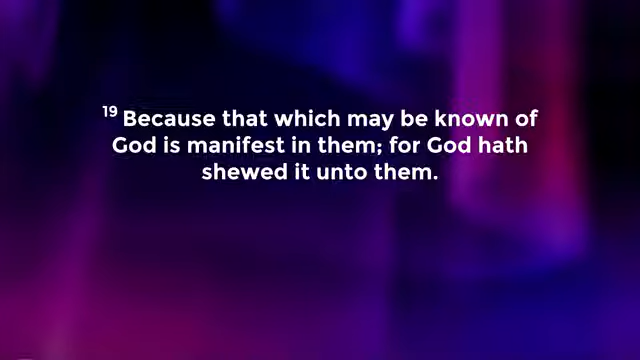 19 Because that which may be known of
God is manifest in them; for God hath
shewed it unto them.